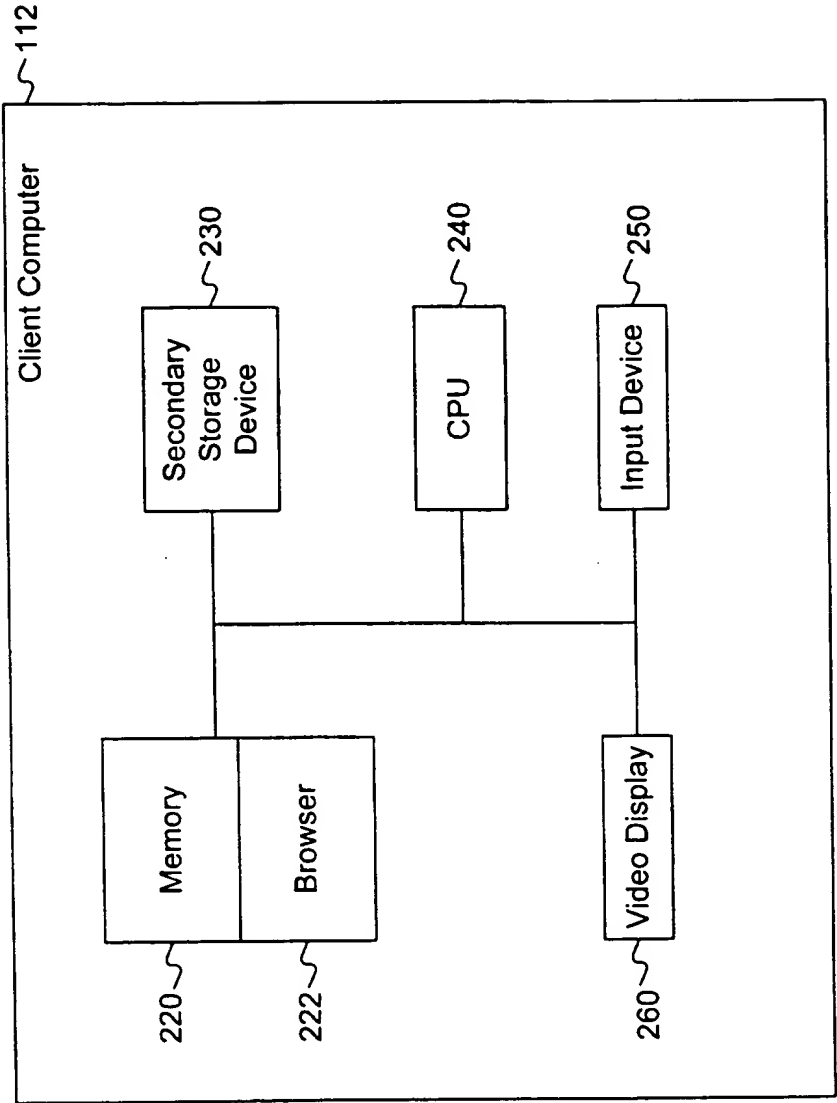 Client Computer
112
Memory
220
Browser
222
Secondary
Storage
Device
230
CPU
240
Video Display
260
Input Device
250